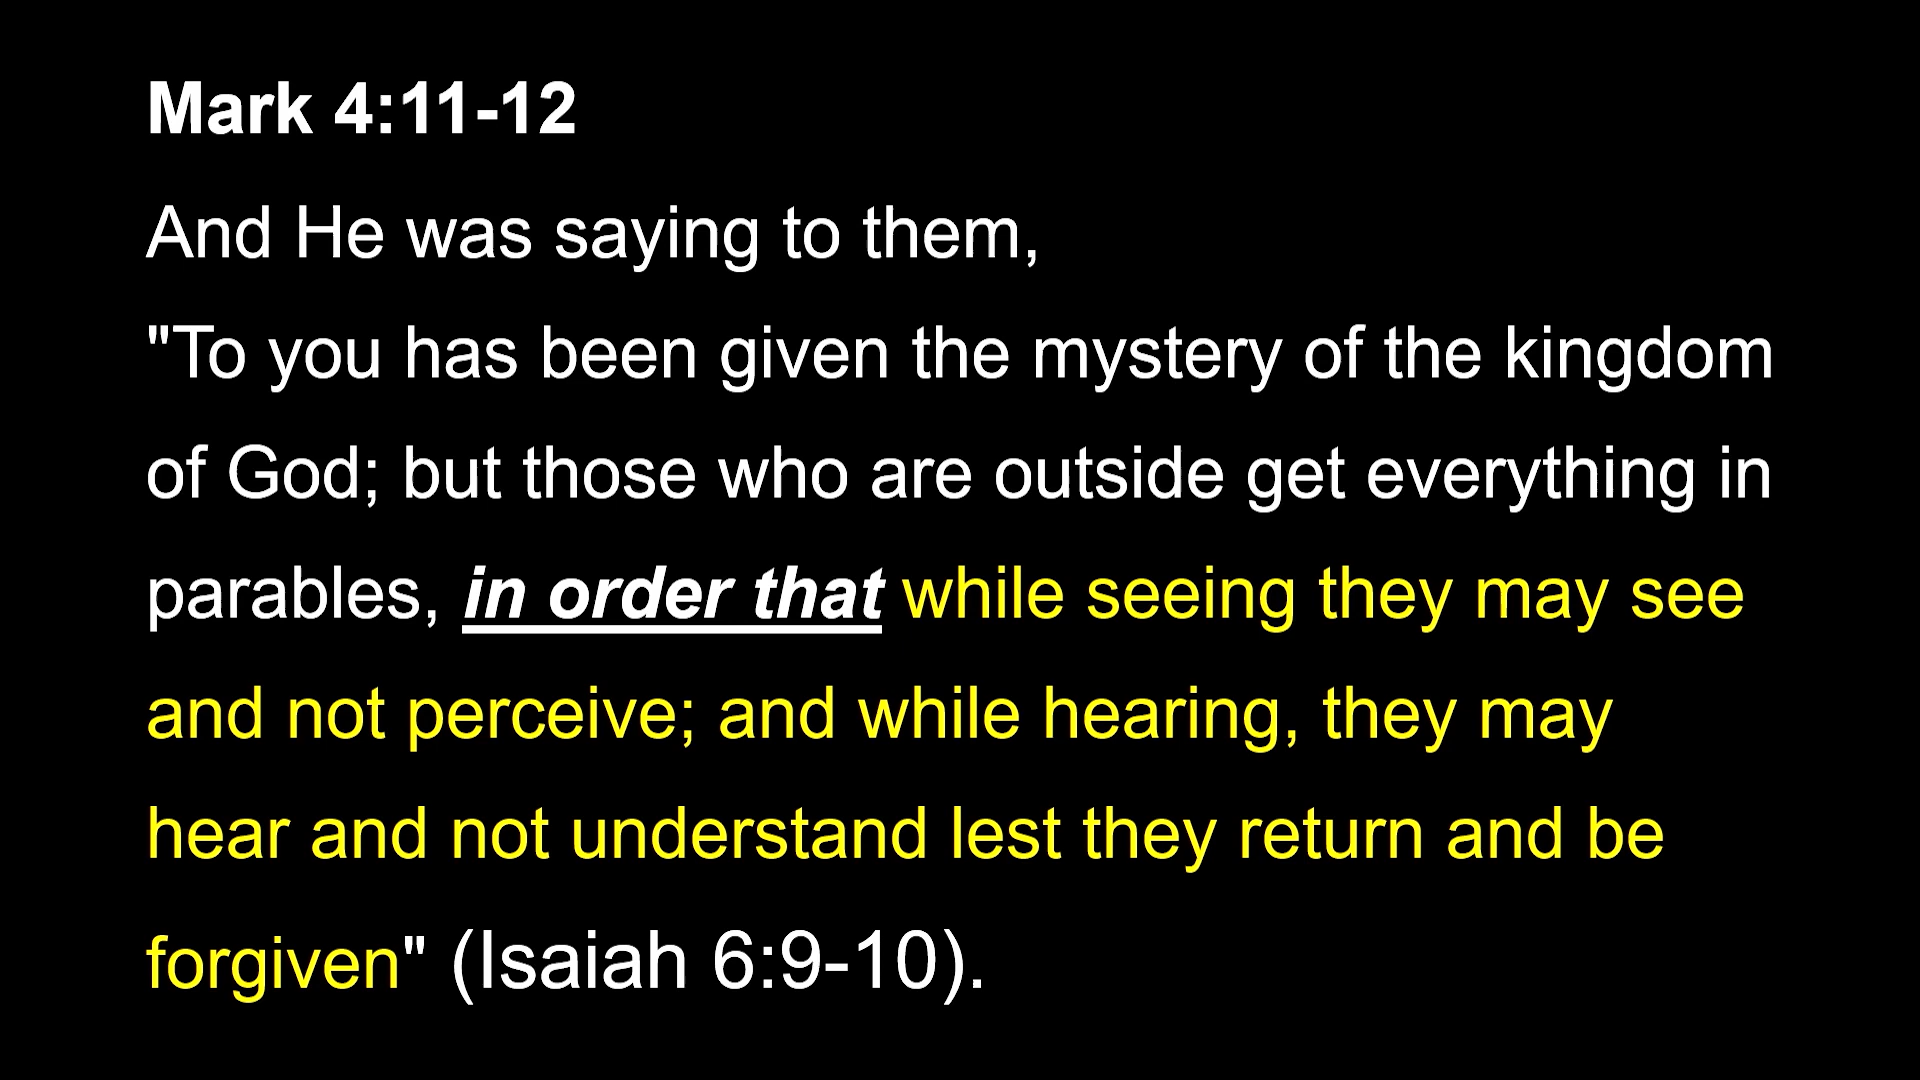 Mark 4:11-12
And He was saying to them,
"To you has been given the mystery of the kingdom
of God; but those who are outside get everything in
parables, in order that while seeing they may see
and not perceive; and while hearing, they may
hear and not understand lest they return and be
forgiven" (Isaiah 6:9-10).